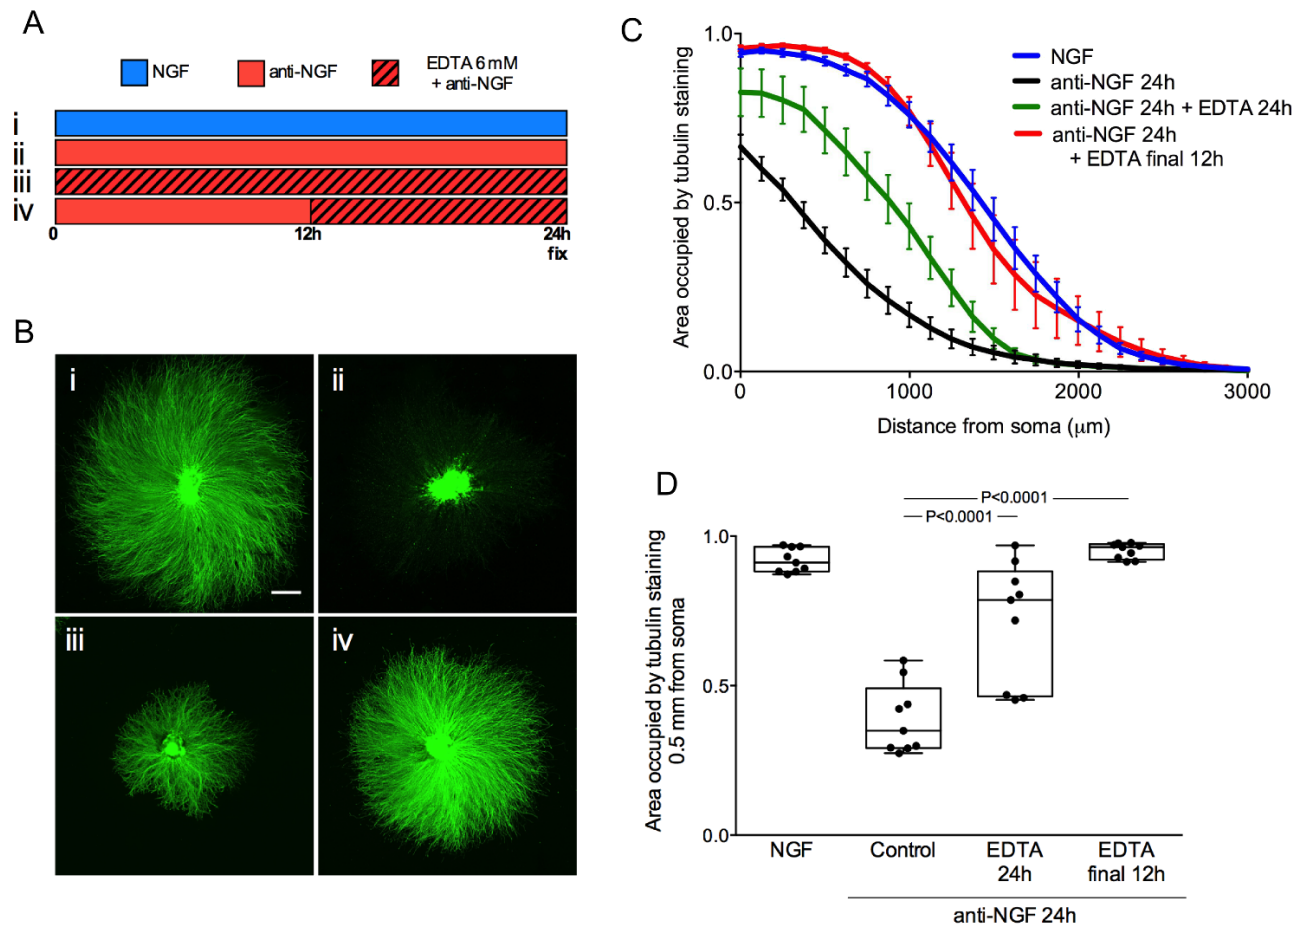 A
NGF
anti-NGF
EDTA 6 mM
+ anti-NGF
i
ii
iii
iv
0
12h
24h
fix
B
i
ii
iii
iv
C
Area occupied by tubulin staining
1.0
0.5
0.0
0
1000
2000
3000
Distance from soma (μm)
NGF
anti-NGF 24h
anti-NGF 24h + EDTA 24h
anti-NGF 24h
+ EDTA final 12h
D
Area occupied by tubulin staining
0.5 mm from soma
P<0.0001
P<0.0001
1.0
0.5
0.0
NGF
Control
EDTA
24h
EDTA
final 12h
anti-NGF 24h